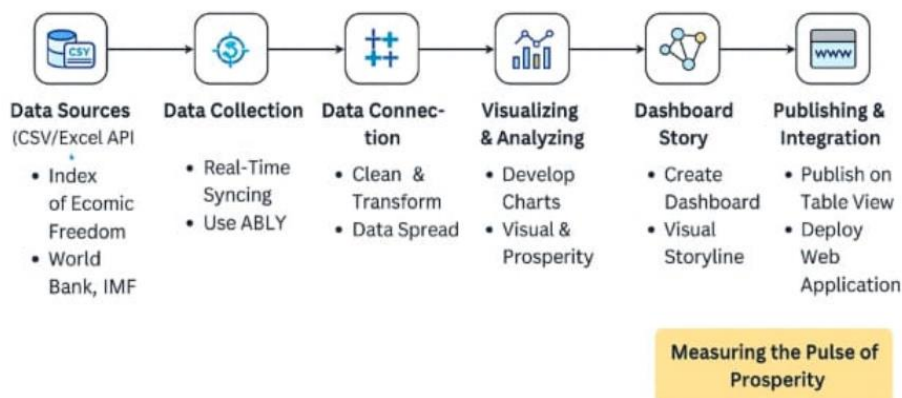 CSV
WWW
Data Sources
(CSV/Excel API
• Index
of Ecomic
Freedom
• World
Bank, IMF
Data Collection
• Real-Time
Syncing
• Use ABLY
Data Connec-
tion
• Clean &
Transform
• Data Spread
Visualizing
& Analyzing
• Develop
Charts
• Visual &
Prosperity
Dashboard
Story
• Create
Dashboard
• Visual
Storyline
Publishing &
Integration
• Publish on
Table View
• Deploy
Web
Application
Measuring the Pulse of
Prosperity